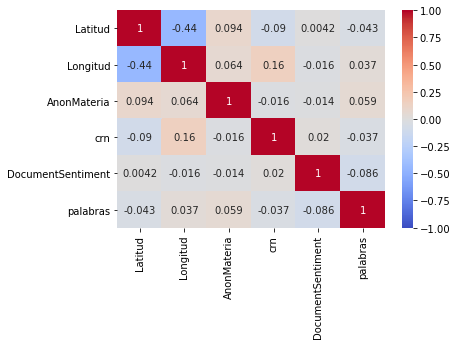 Latitud 1 -0.44 0.094 -0.09 0.0042 -0.043
Longitud -0.44 1 0.064 0.16 -0.016 0.037
AnonMateria 0.094 0.064 1 -0.016 -0.014 0.059
crn -0.09 0.16 -0.016 1 0.02 -0.037
DocumentSentiment 0.0042 -0.016 -0.014 0.02 1 -0.086
palabras -0.043 0.037 0.059 -0.037 -0.086 1
Latitud
Longitud
AnonMateria
crn
DocumentSentiment
palabras
1.00
0.75
0.50
0.25
0.00
−0.25
−0.50
−0.75
−1.00